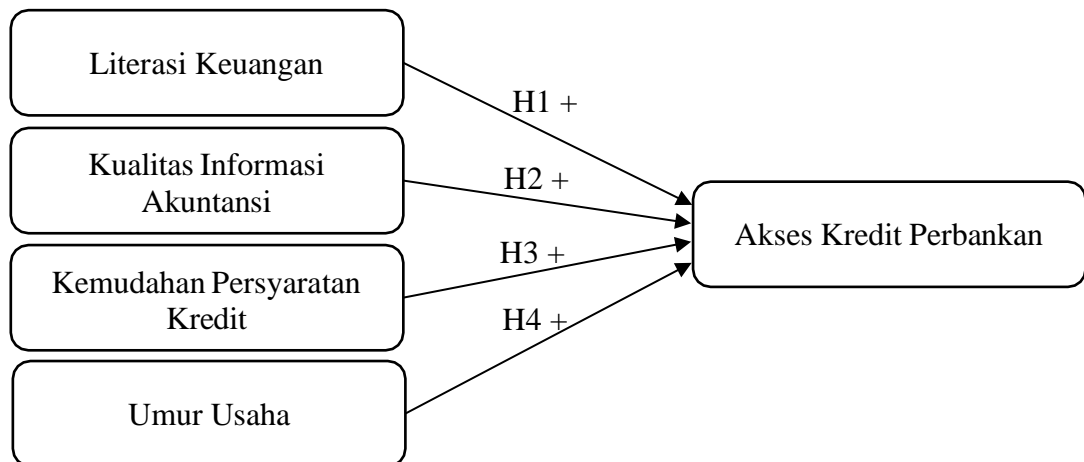 Literasi Keuangan
H1 +
Kualitas Informasi
Akuntansi
H2 +
Akses Kredit Perbankan
Kemudahan Persyaratan
Kredit
H3 +
H4 +
Umur Usaha